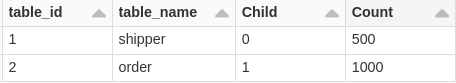 table_id table_name Child Count
1 shipper 0 500
2 order 1 1000